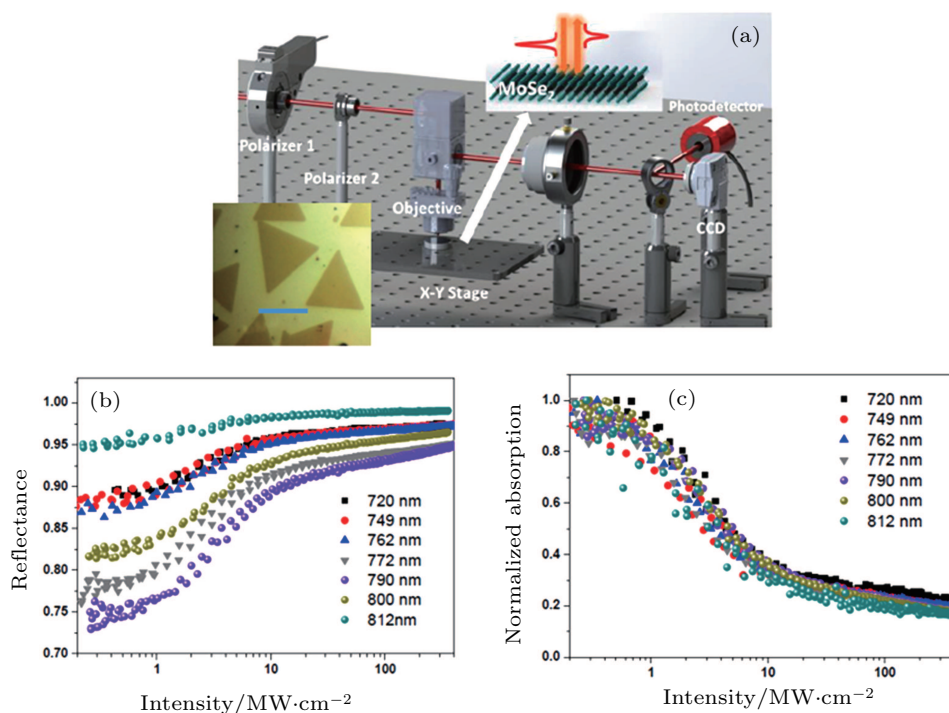 (a)
MoSe₂
Photodetector
Polarizer 1
Polarizer 2
Objective
CCD
X-Y Stage
(b)
1.00
0.95
0.90
0.85
0.80
0.75
0.70
Reflectance
720 nm
749 nm
762 nm
772 nm
790 nm
800 nm
812nm
1
10
100
Intensity/MW·cm⁻²
(c)
1.0
0.8
0.6
0.4
0.2
0.0
Normalized absorption
720 nm
749 nm
762 nm
772 nm
790 nm
800 nm
812 nm
1
10
100
Intensity/MW·cm⁻²